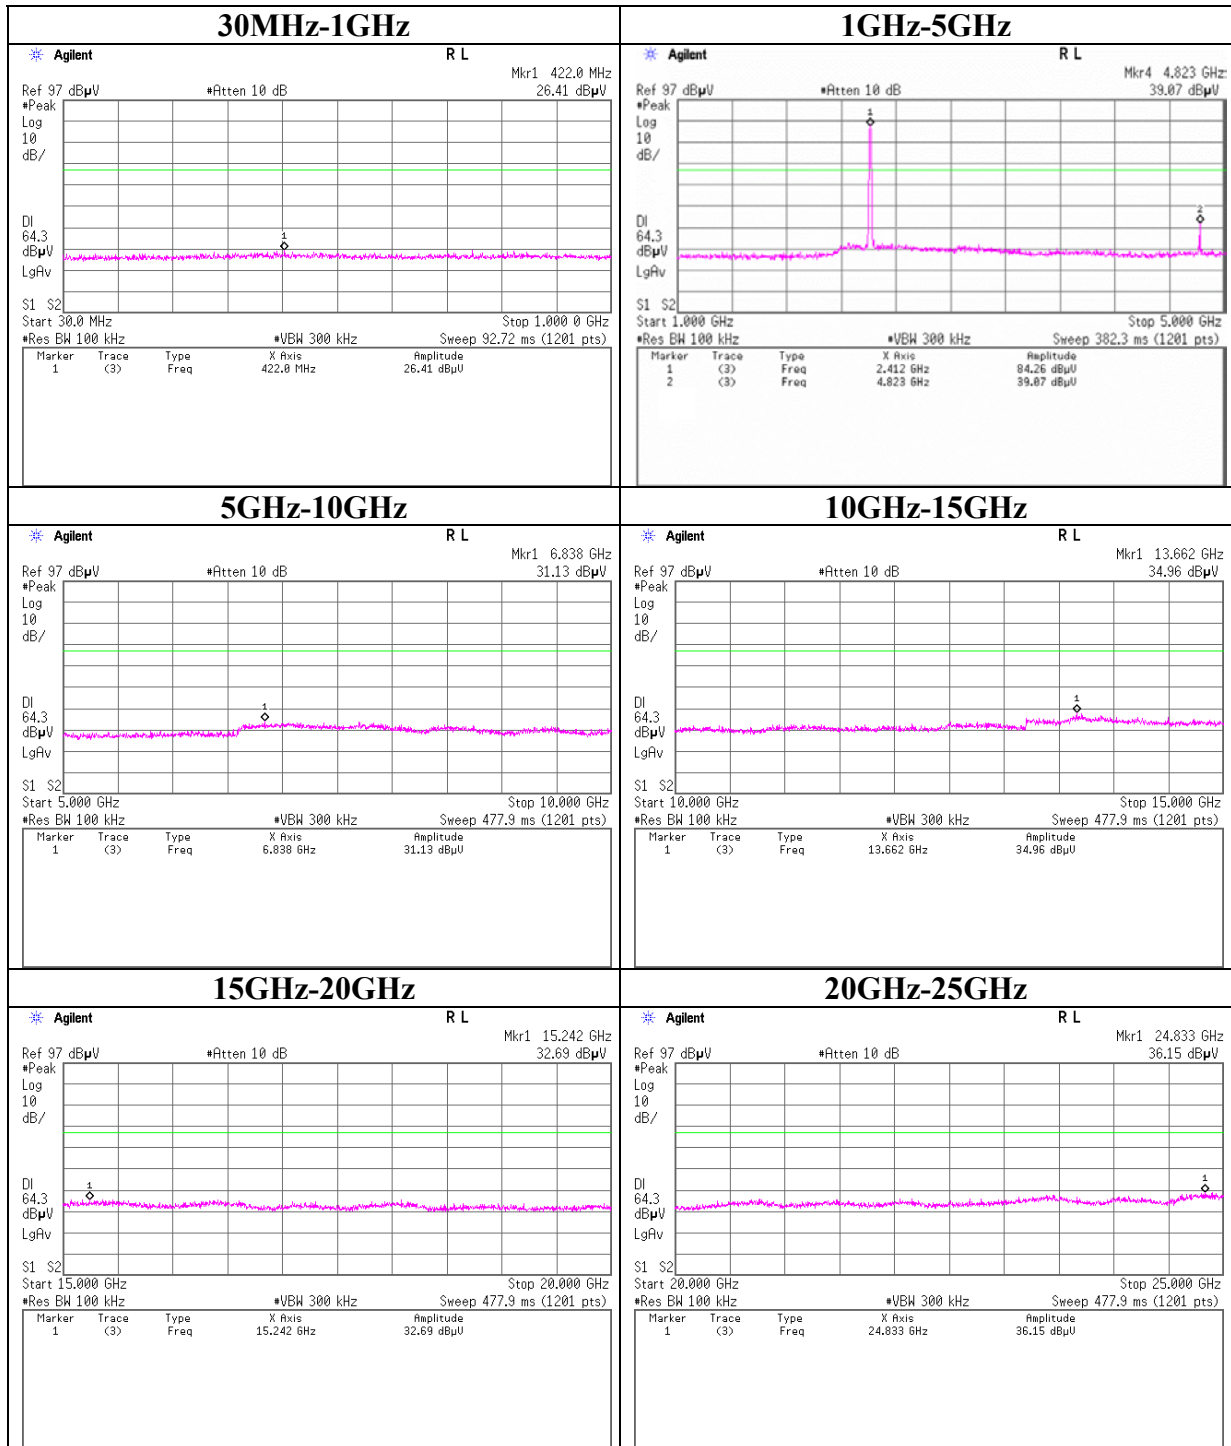 30MHz-1GHz
Agilent R L
Mkr1 422.0 MHz
Ref 97 dBµV #Atten 10 dB 26.41 dBµV
#Peak
Log
10
dB/
1
DI
64.3
dBµV
LgAv
S1 S2
Start 30.0 MHz Stop 1.000 0 GHz
#Res BW 100 kHz #VBW 300 kHz Sweep 92.72 ms (1201 pts)
Marker Trace Type X Axis Amplitude
1 (3) Freq 422.0 MHz 26.41 dBµV
1GHz-5GHz
Agilent R L
Mkr4 4.823 GHz
Ref 97 dBµV #Atten 10 dB 39.07 dBµV
#Peak
Log
10
dB/
1
2
DI
64.3
dBµV
LgAv
S1 S2
Start 1.000 GHz Stop 5.000 GHz
#Res BW 100 kHz #VBW 300 kHz Sweep 382.3 ms (1201 pts)
Marker Trace Type X Axis Amplitude
1 (3) Freq 2.412 GHz 84.26 dBµV
2 (3) Freq 4.823 GHz 39.07 dBµV
5GHz-10GHz
Agilent R L
Mkr1 6.838 GHz
Ref 97 dBµV #Atten 10 dB 31.13 dBµV
#Peak
Log
10
dB/
1
DI
64.3
dBµV
LgAv
S1 S2
Start 5.000 GHz Stop 10.000 GHz
#Res BW 100 kHz #VBW 300 kHz Sweep 477.9 ms (1201 pts)
Marker Trace Type X Axis Amplitude
1 (3) Freq 6.838 GHz 31.13 dBµV
10GHz-15GHz
Agilent R L
Mkr1 13.662 GHz
Ref 97 dBµV #Atten 10 dB 34.96 dBµV
#Peak
Log
10
dB/
1
DI
64.3
dBµV
LgAv
S1 S2
Start 10.000 GHz Stop 15.000 GHz
#Res BW 100 kHz #VBW 300 kHz Sweep 477.9 ms (1201 pts)
Marker Trace Type X Axis Amplitude
1 (3) Freq 13.662 GHz 34.96 dBµV
15GHz-20GHz
Agilent R L
Mkr1 15.242 GHz
Ref 97 dBµV #Atten 10 dB 32.69 dBµV
#Peak
Log
10
dB/
1
DI
64.3
dBµV
LgAv
S1 S2
Start 15.000 GHz Stop 20.000 GHz
#Res BW 100 kHz #VBW 300 kHz Sweep 477.9 ms (1201 pts)
Marker Trace Type X Axis Amplitude
1 (3) Freq 15.242 GHz 32.69 dBµV
20GHz-25GHz
Agilent R L
Mkr1 24.833 GHz
Ref 97 dBµV #Atten 10 dB 36.15 dBµV
#Peak
Log
10
dB/
1
DI
64.3
dBµV
LgAv
S1 S2
Start 20.000 GHz Stop 25.000 GHz
#Res BW 100 kHz #VBW 300 kHz Sweep 477.9 ms (1201 pts)
Marker Trace Type X Axis Amplitude
1 (3) Freq 24.833 GHz 36.15 dBµV